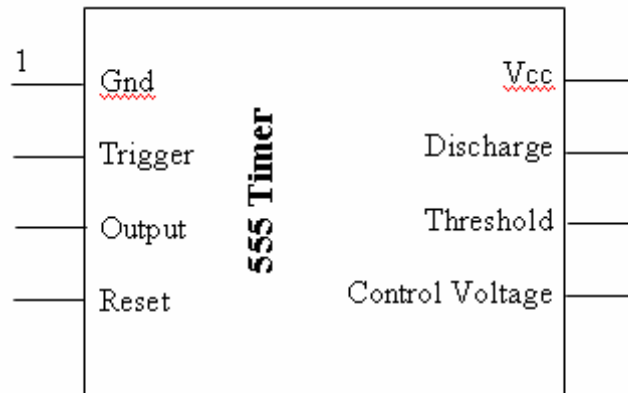 1
Gnd
Trigger
Output
Reset
555 Timer
Vcc
Discharge
Threshold
Control Voltage